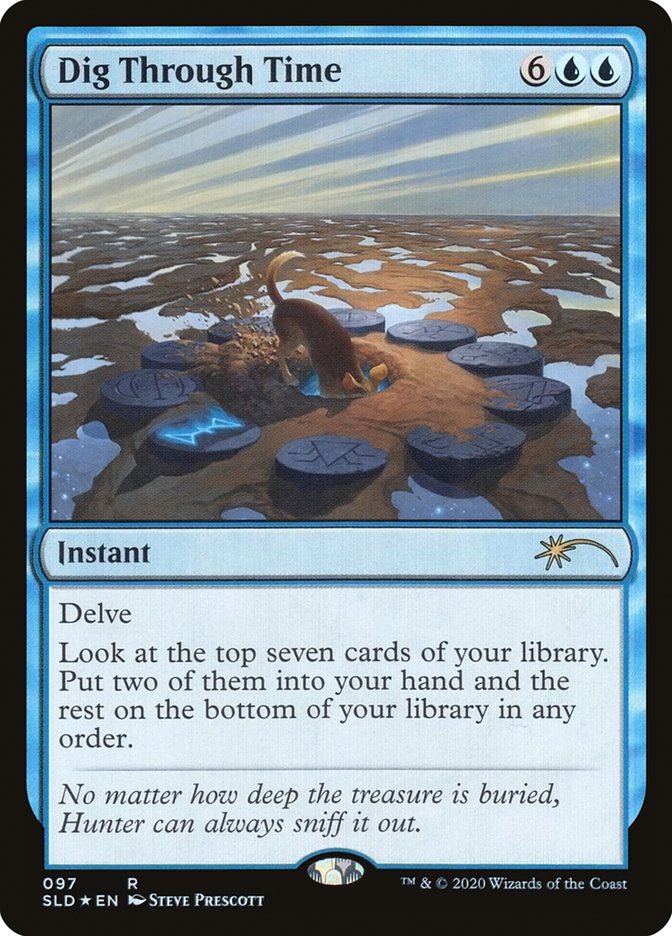 Dig Through Time 6
Instant
Delve
Look at the top seven cards of your library.
Put two of them into your hand and the
rest on the bottom of your library in any
order.
No matter how deep the treasure is buried,
Hunter can always sniff it out.
097 R
SLD ★ EN Steve Prescott
™ & © 2020 Wizards of the Coast